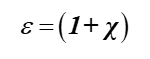 ε = (1 + χ)